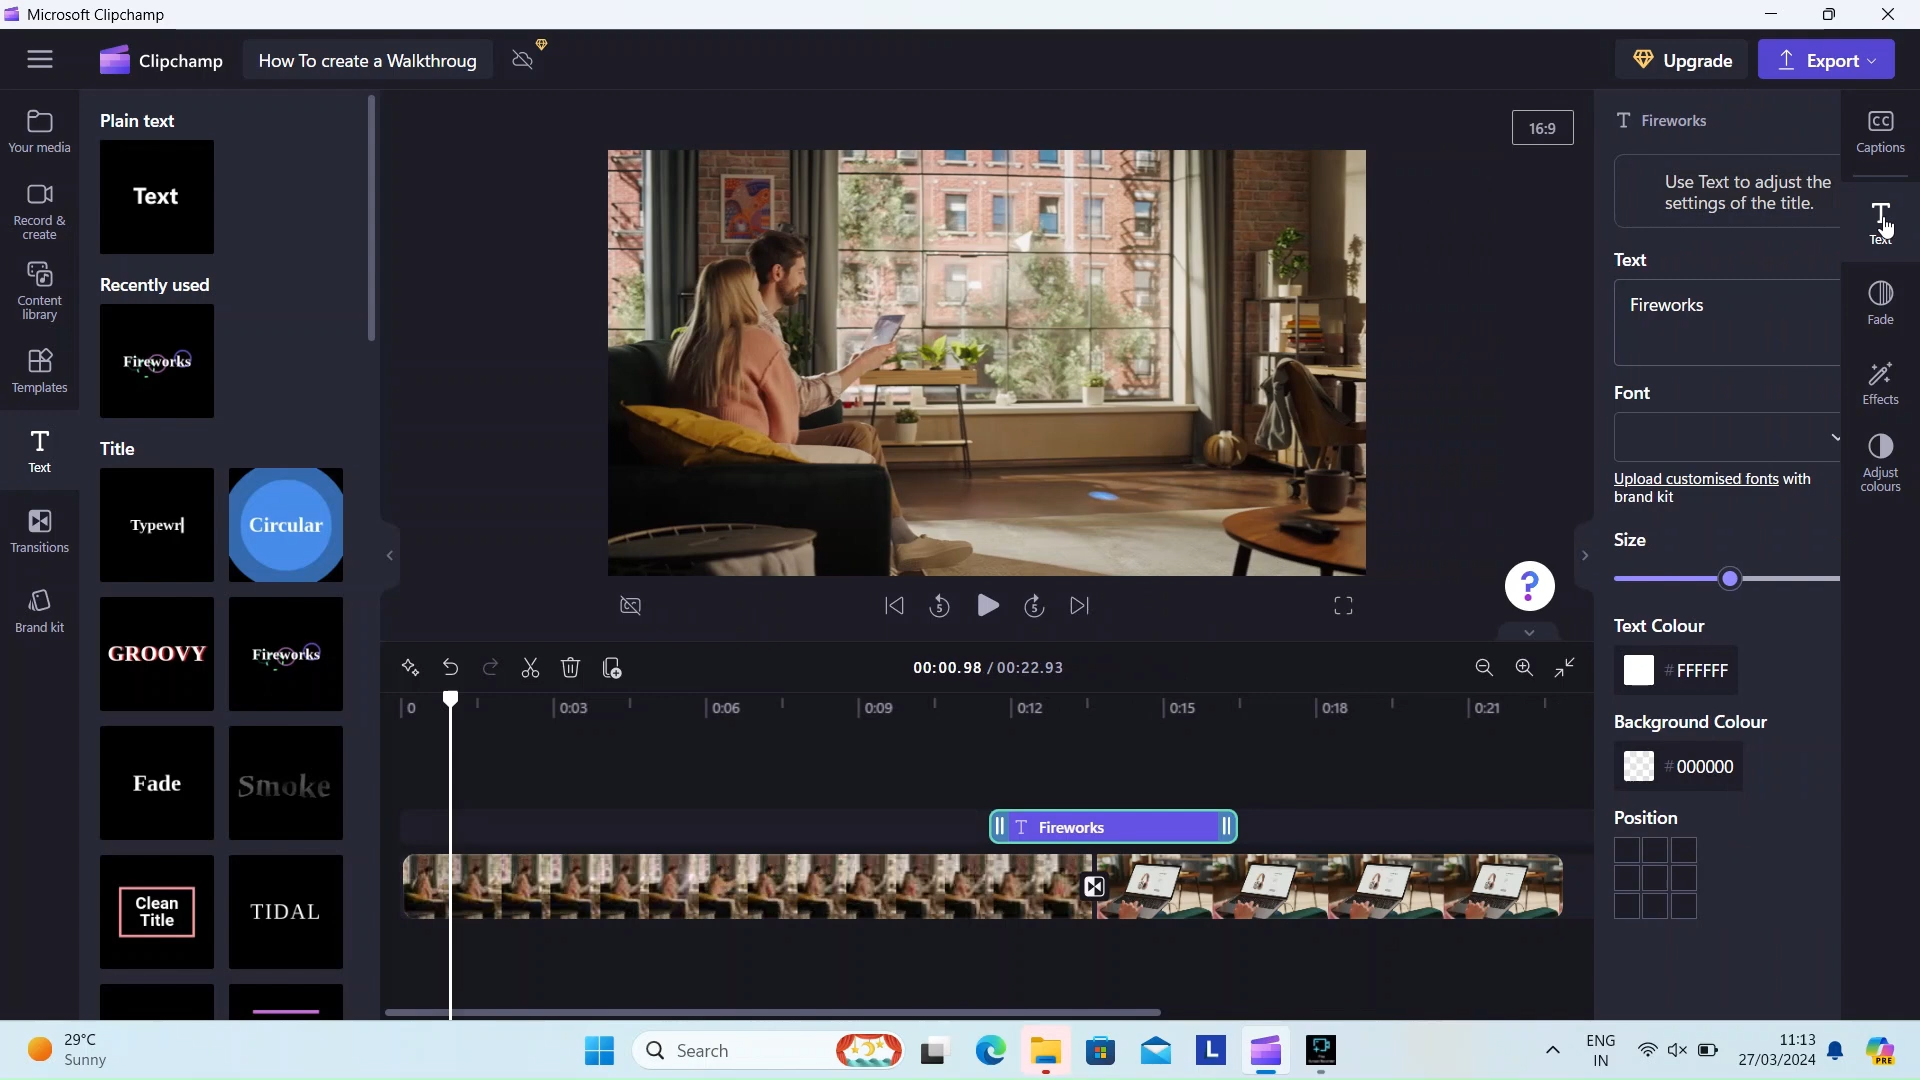 Microsoft Clipchamp
Clipchamp
How To create a Walkthroug
Upgrade
Export
Your media
Record &
create
Content
library
Templates
Text
Transitions
Brand kit
Plain text
Text
Recently used
Fireworks
Title
Typewr
Circular
GROOVY
Fireworks
Fade
Smoke
Clean
Title
TIDAL
16:9
5
5
?
00:00.98 / 00:22.93
0
0:03
0:06
0:09
0:12
0:15
0:18
0:21
T Fireworks
T Fireworks
Use Text to adjust the
settings of the title.
Text
Fireworks
Font
Upload customised fonts with
brand kit
Size
Text Colour
#FFFFFF
Background Colour
#000000
Position
CC
Captions
Text
Fade
Effects
Adjust
colours
29°C
Sunny
Search
L
PRE
ENG
IN
11:13
27/03/2024